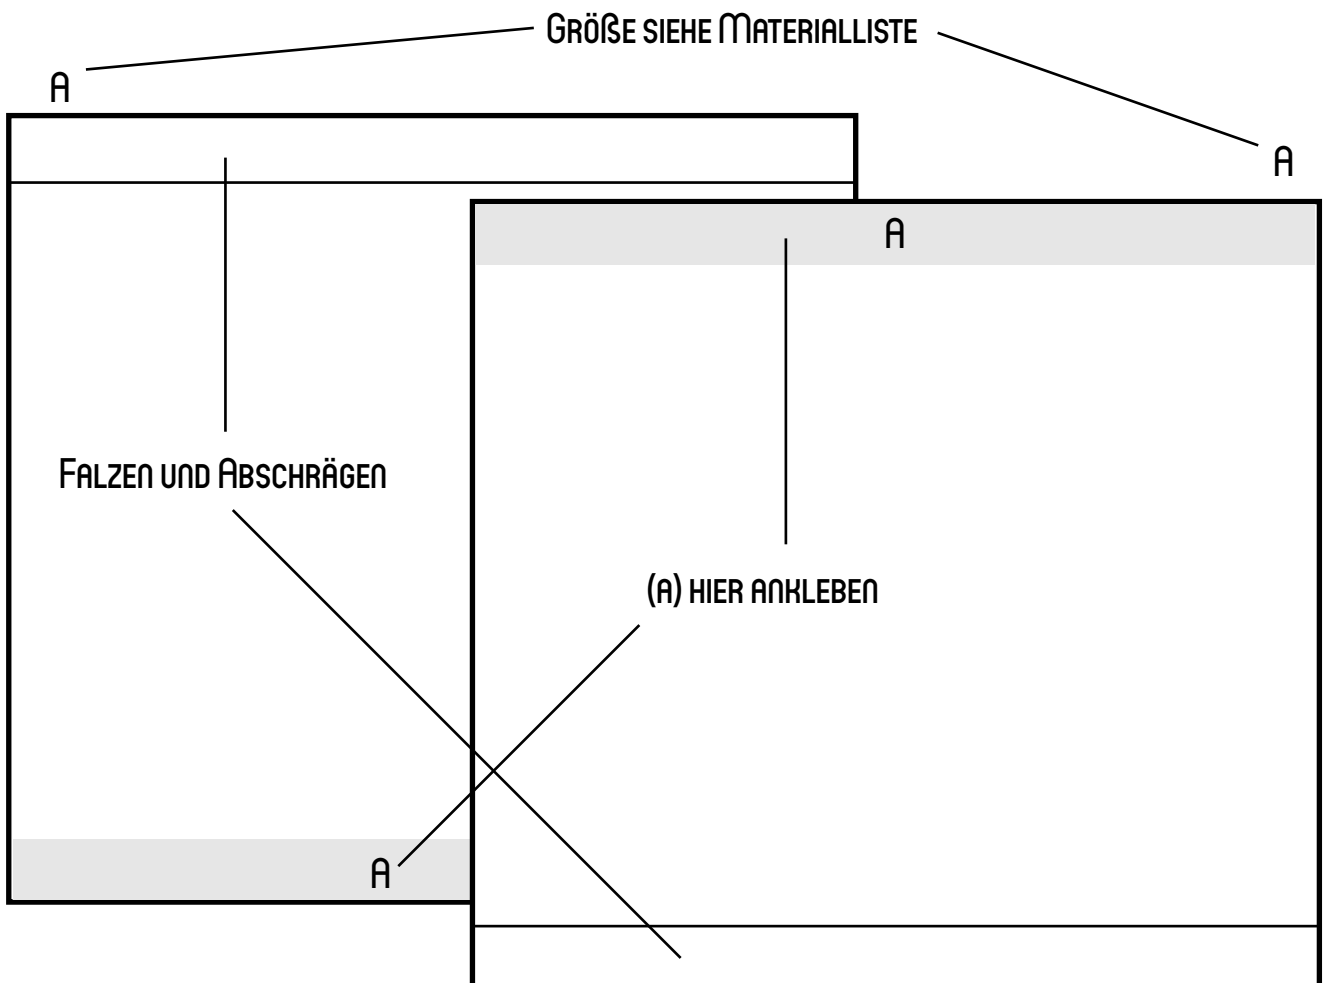 Größe siehe Materialliste
A
A
A
Falzen und Abschrägen
(A) hier ankleben
A